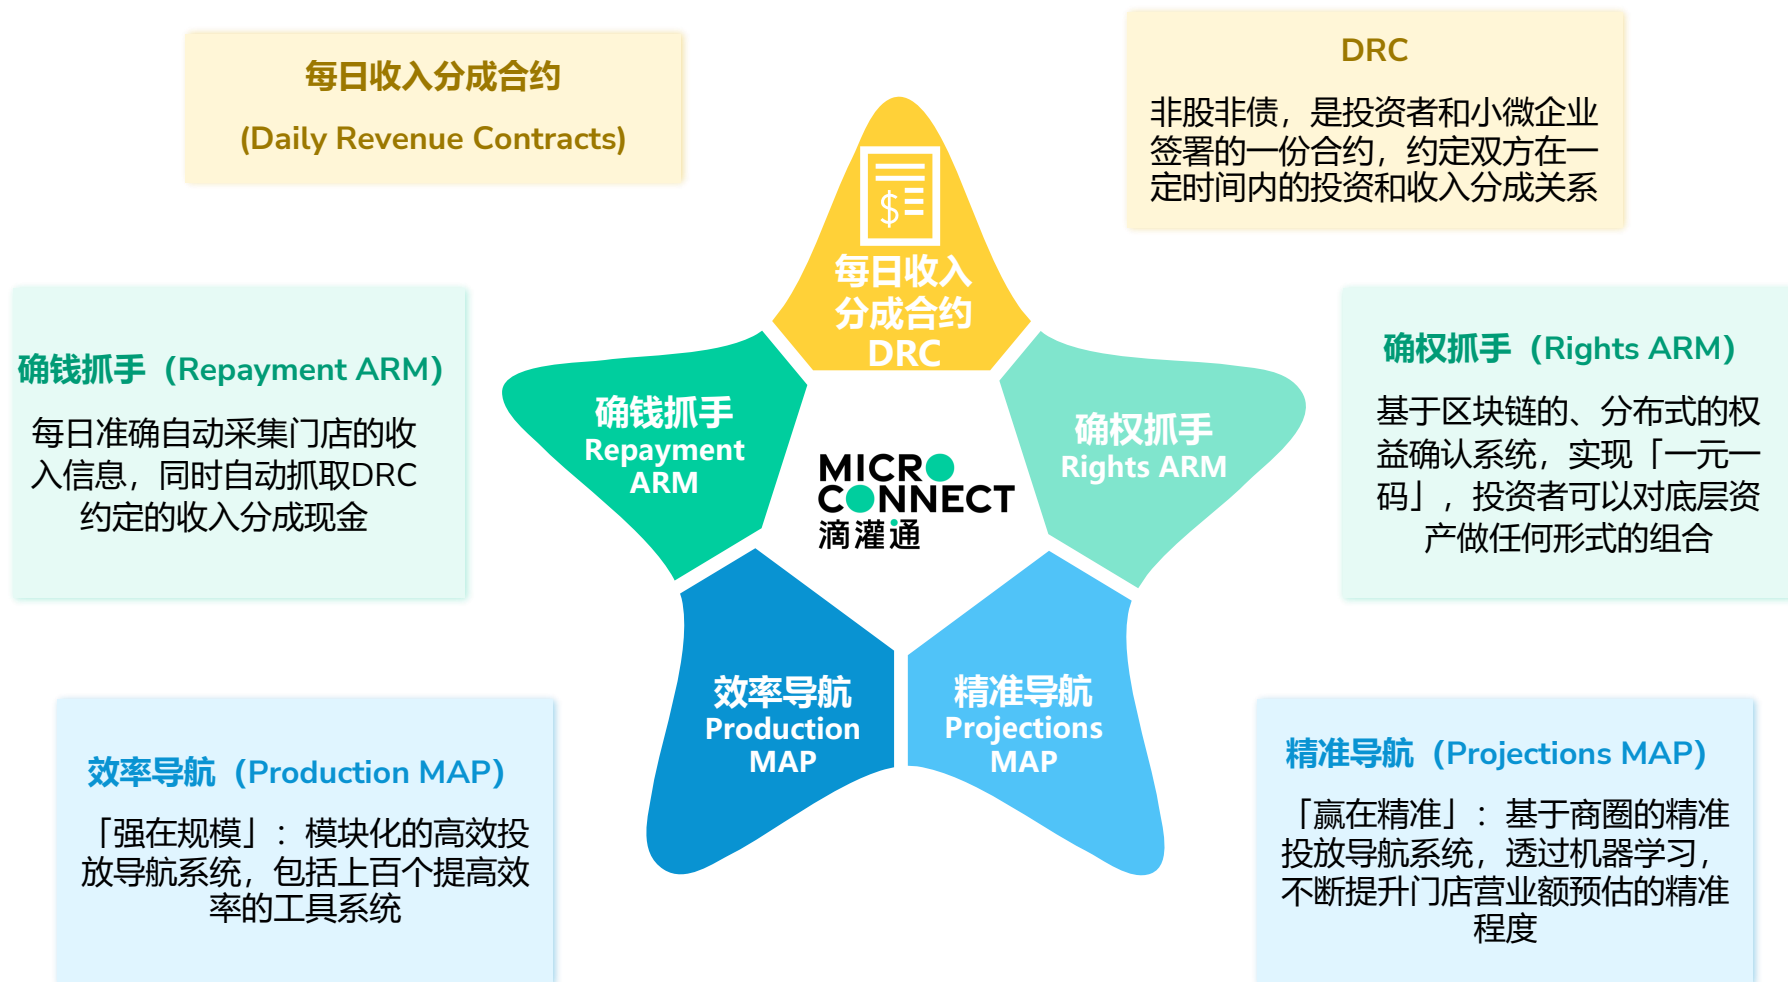 每日收入分成合约
(Daily Revenue Contracts)
DRC
非股非债，是投资者和小微企业
签署的一份合约，约定双方在一
定时间内的投资和收入分成关系
$
每日收入
分成合约
DRC
确钱抓手（Repayment ARM）
每日准确自动采集门店的收
入信息，同时自动抓取DRC
约定的收入分成现金
确钱抓手
Repayment
ARM
MICRO
CONNECT
滴灌通
确权抓手
Rights ARM
确权抓手（Rights ARM）
基于区块链的、分布式的权
益确认系统，实现「一元一
码」，投资者可以对底层资
产做任何形式的组合
效率导航
Production
MAP
精准导航
Projections
MAP
效率导航（Production MAP）
「强在规模」：模块化的高效投
放导航系统，包括上百个提高效
率的工具系统
精准导航（Projections MAP）
「赢在精准」：基于商圈的精准
投放导航系统，透过机器学习，
不断提升门店营业额预估的精准
程度